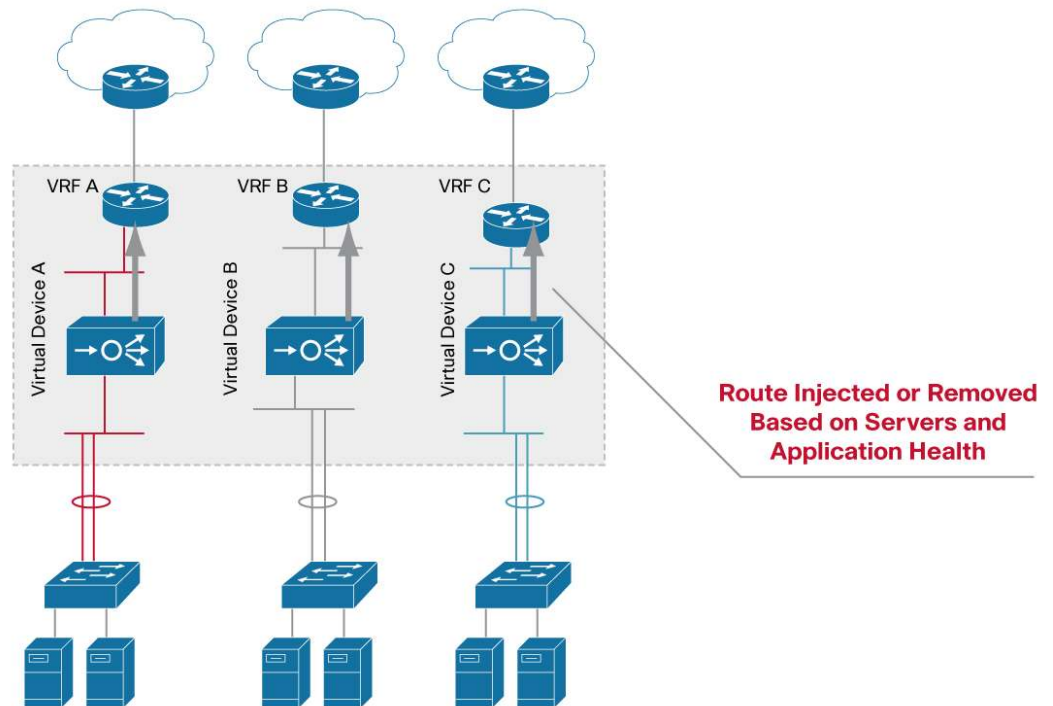 VRF A
VRF B
VRF C
Virtual Device A
Virtual Device B
Virtual Device C
Route Injected or Removed
Based on Servers and
Application Health